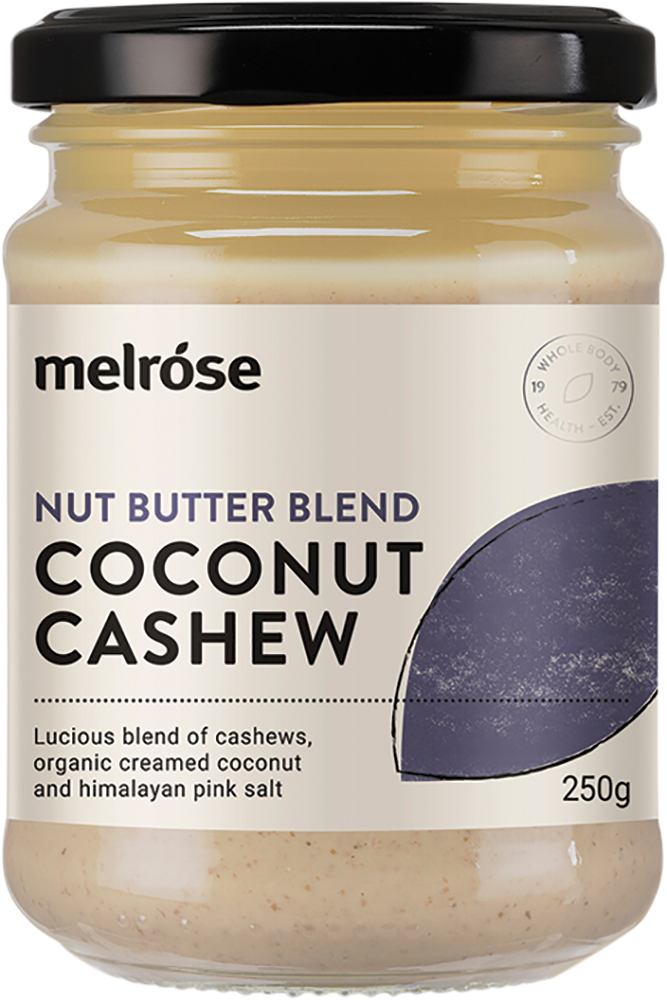 melróse
WHOLE BODY
19 79
HEALTH – EST.
NUT BUTTER BLEND
COCONUT
CASHEW
Lucious blend of cashews,
organic creamed coconut
and himalayan pink salt
250g